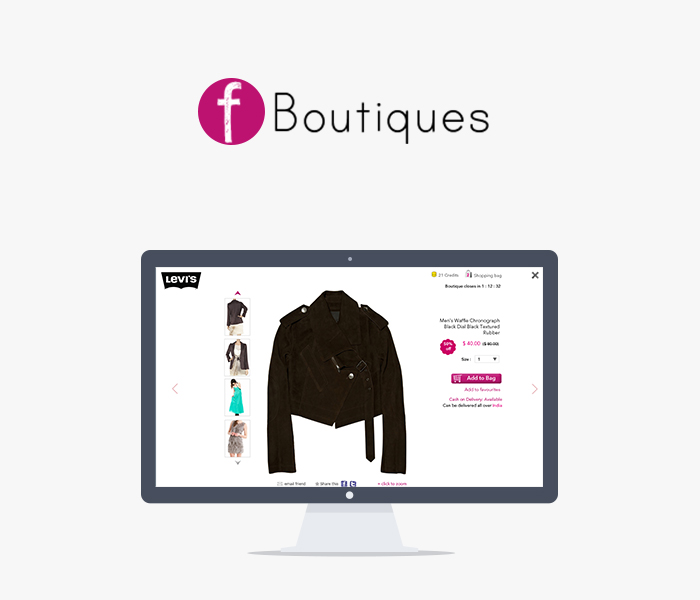 f Boutiques
LEVI'S
21 Credits
Shopping bag
Boutique closes in 1 : 12 : 32
Men's Waffle Chronograph
Black Dial Black Textured
Rubber
50%
off
$ 40.00 ($ 80.00)
Size : 1
Add to Bag
Add to favourites
Cash on Delivery: Available
Can be delivered all over India
email friend
Share this
+ click to zoom